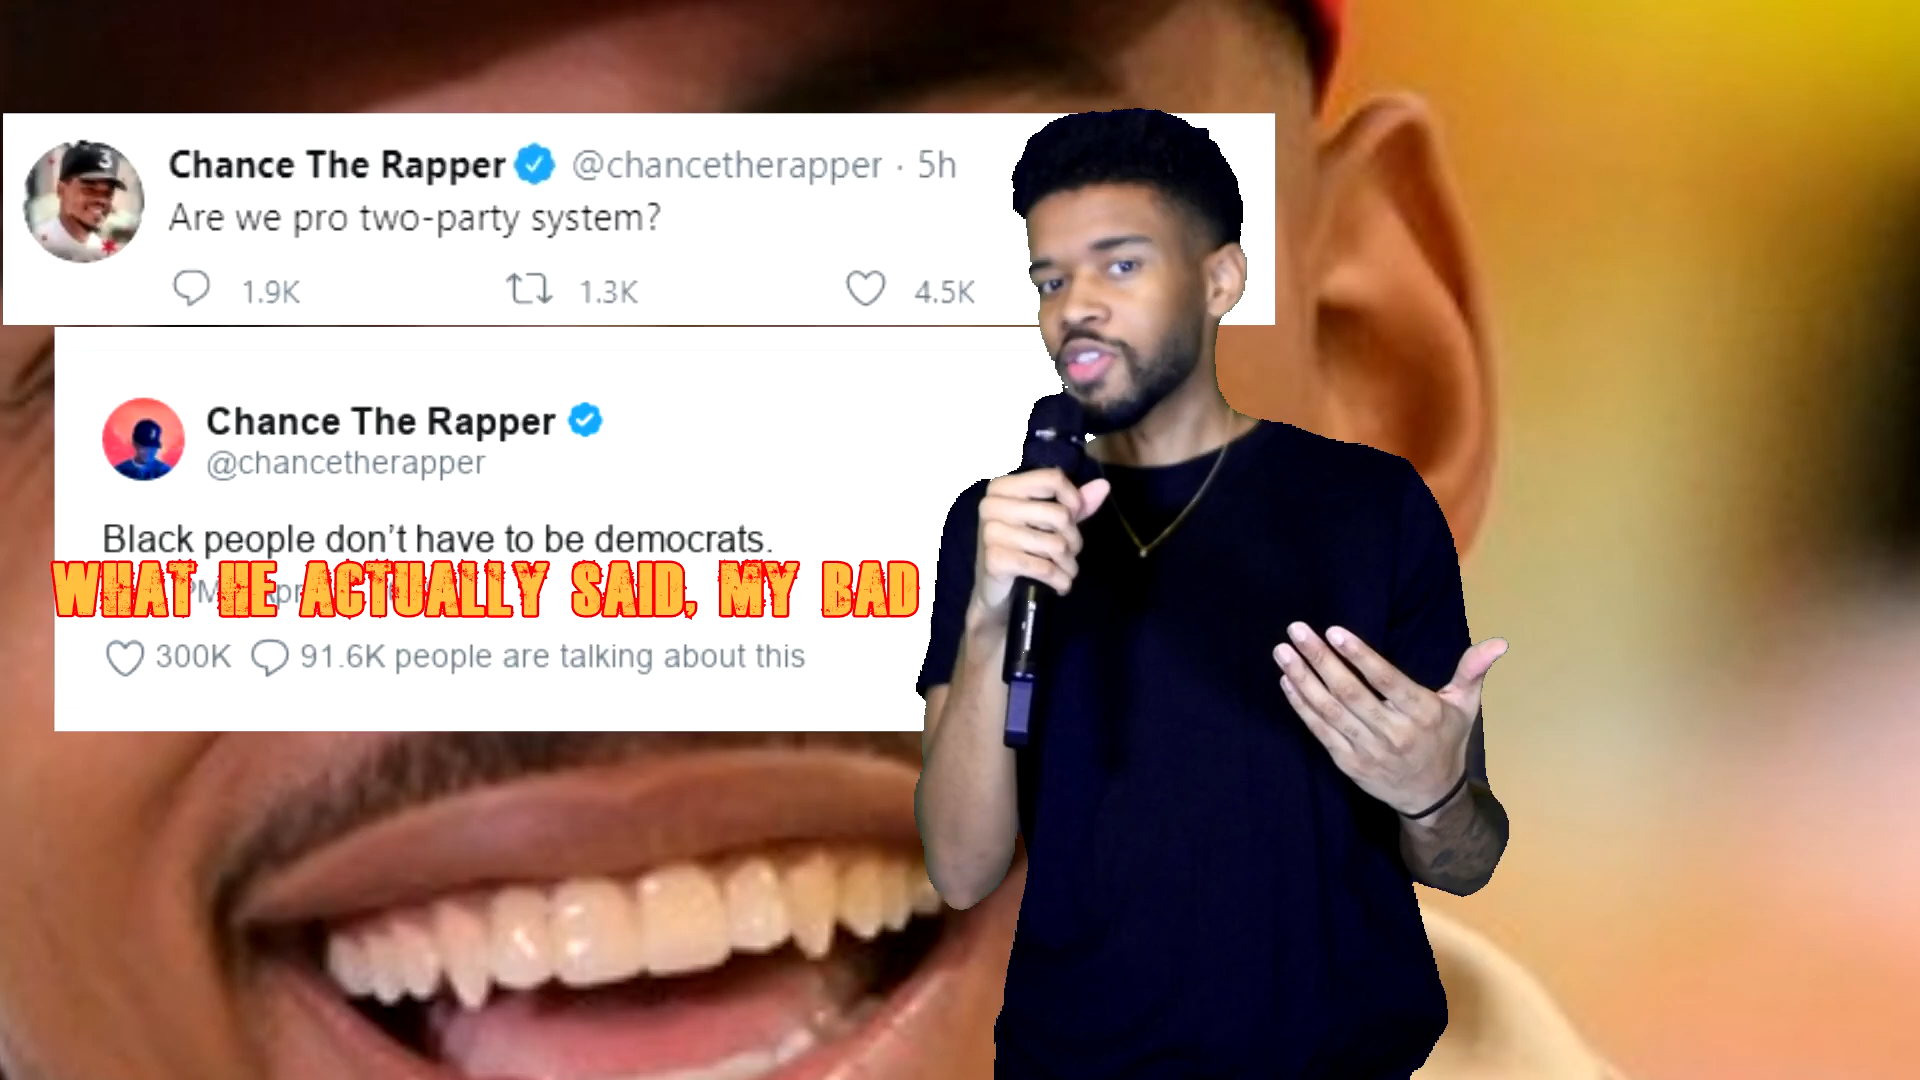 Chance The Rapper @chancetherapper · 5h
Are we pro two-party system?
1.9K 1.3K 4.5K
Chance The Rapper
@chancetherapper
Black people don't have to be democrats.
WHAT HE ACTUALLY SAID, MY BAD
300K 91.6K people are talking about this